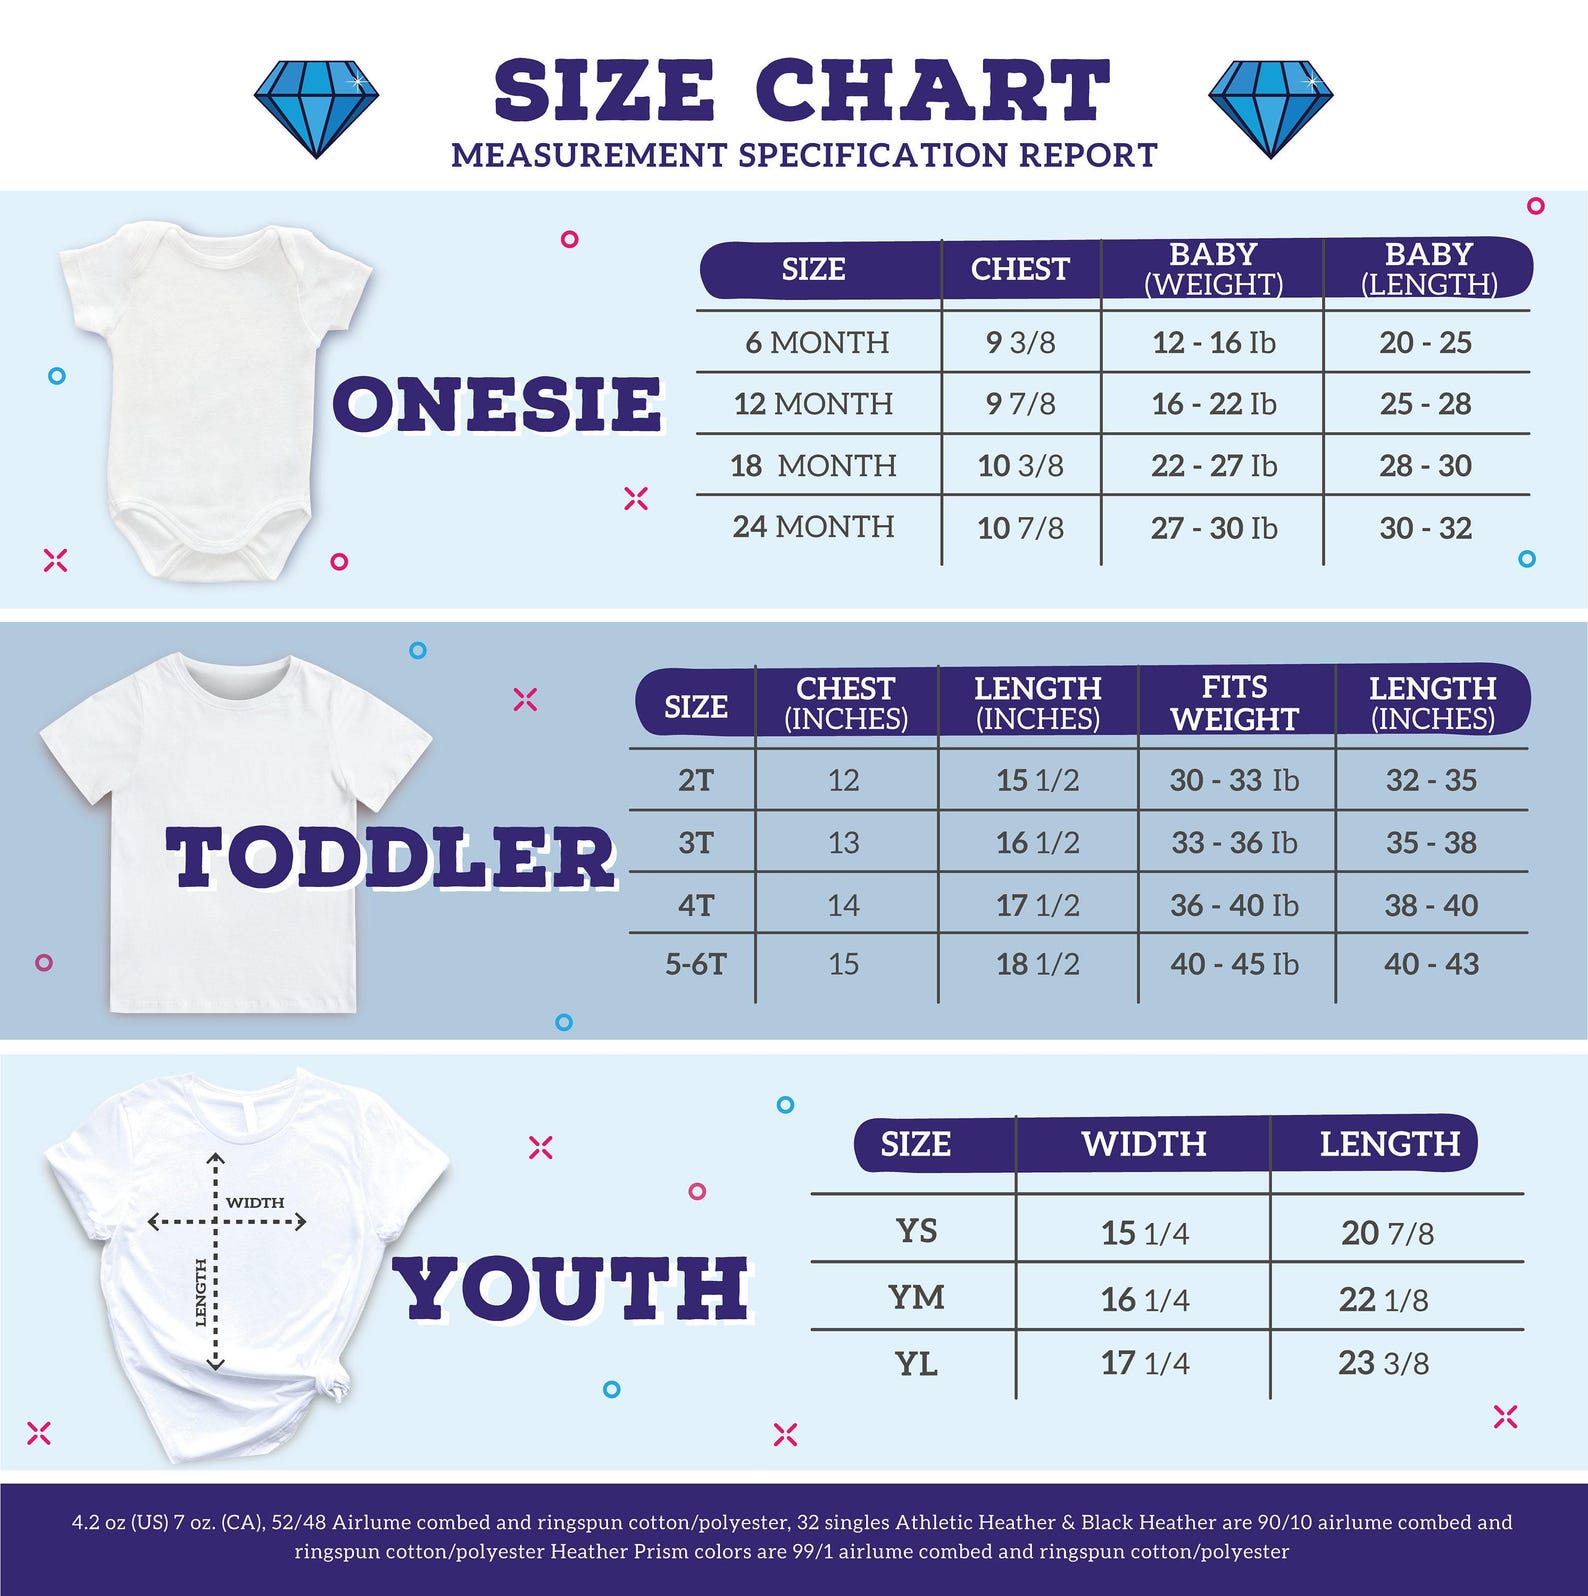 SIZE CHART
MEASUREMENT SPECIFICATION REPORT
ONESIE
SIZE CHEST BABY (WEIGHT) BABY (LENGTH)
6 MONTH 9 3/8 12 - 16 Ib 20 - 25
12 MONTH 9 7/8 16 - 22 Ib 25 - 28
18 MONTH 10 3/8 22 - 27 Ib 28 - 30
24 MONTH 10 7/8 27 - 30 Ib 30 - 32
TODDLER
SIZE CHEST (INCHES) LENGTH (INCHES) FITS WEIGHT LENGTH (INCHES)
2T 12 15 1/2 30 - 33 Ib 32 - 35
3T 13 16 1/2 33 - 36 Ib 35 - 38
4T 14 17 1/2 36 - 40 Ib 38 - 40
5-6T 15 18 1/2 40 - 45 Ib 40 - 43
WIDTH
LENGTH
YOUTH
SIZE WIDTH LENGTH
YS 15 1/4 20 7/8
YM 16 1/4 22 1/8
YL 17 1/4 23 3/8
4.2 oz (US) 7 oz. (CA), 52/48 Airlume combed and ringspun cotton/polyester, 32 singles Athletic Heather & Black Heather are 90/10 airlume combed and
ringspun cotton/polyester Heather Prism colors are 99/1 airlume combed and ringspun cotton/polyester